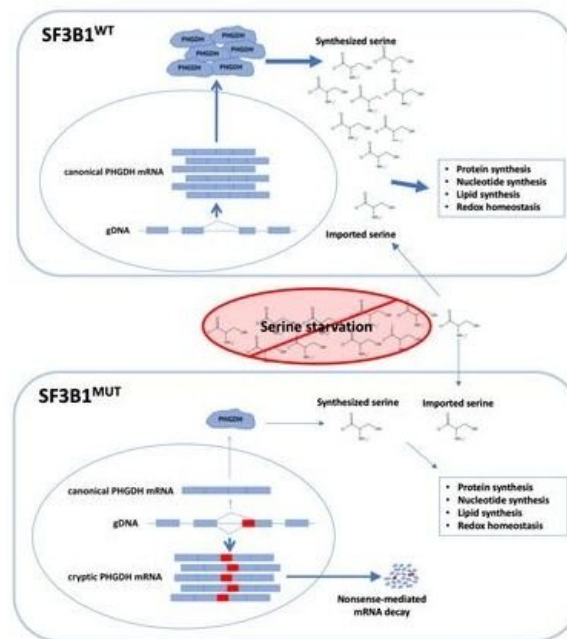 SF3B1WT
PHGDH
PHGDH PHGDH
PHGDH PHGDH
PHGDH PHGDH
Synthesized serine
canonical PHGDH mRNA
gDNA
Imported serine
• Protein synthesis
• Nucleotide synthesis
• Lipid synthesis
• Redox homeostasis
Serine starvation
SF3B1MUT
PHGDH
Synthesized serine
Imported serine
canonical PHGDH mRNA
gDNA
cryptic PHGDH mRNA
• Protein synthesis
• Nucleotide synthesis
• Lipid synthesis
• Redox homeostasis
Nonsense-mediated
mRNA decay